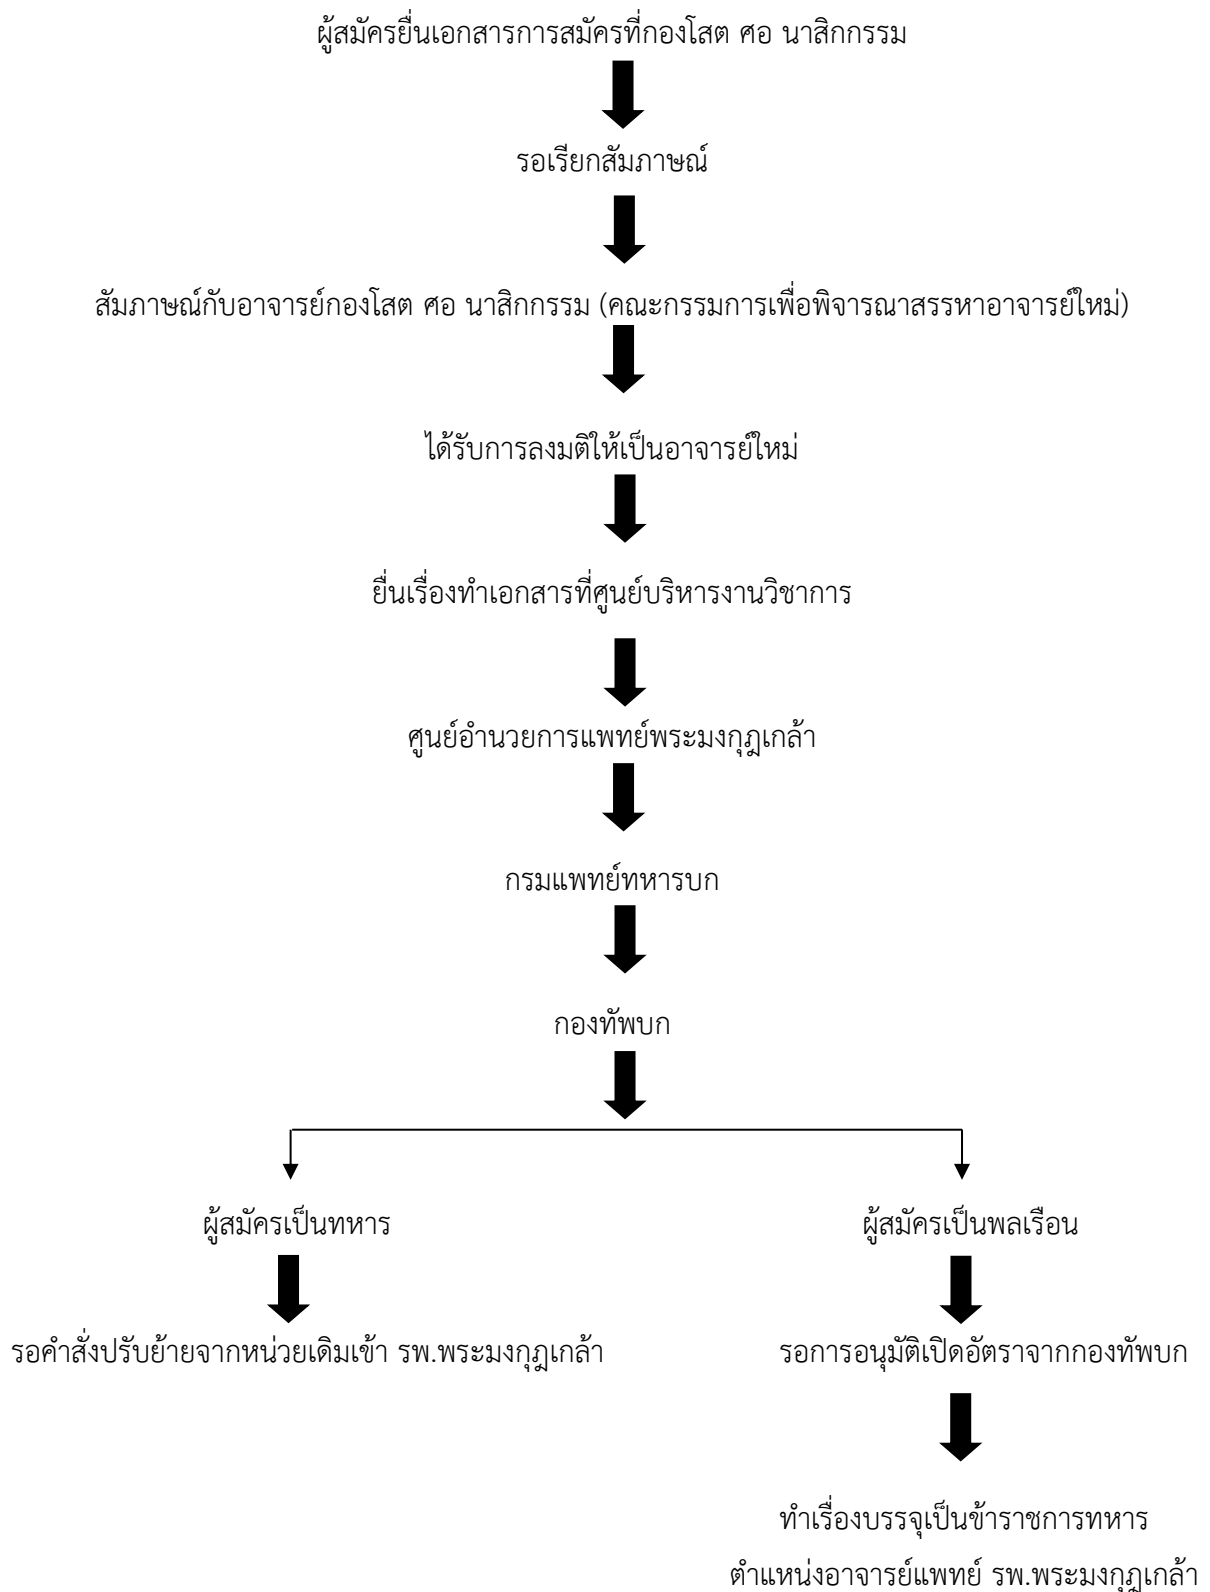 ผู้สมัครยื่นเอกสารการสมัครที่กองโสต ศอ นาสิกกรรม
รอเรียกสัมภาษณ์
สัมภาษณ์กับอาจารย์กองโสต ศอ นาสิกกรรม (คณะกรรมการเพื่อพิจารณาสรรหาอาจารย์ใหม่)
ได้รับการลงมติให้เป็นอาจารย์ใหม่
ยื่นเรื่องทำเอกสารที่ศูนย์บริหารงานวิชาการ
ศูนย์อำนวยการแพทย์พระมงกุฎเกล้า
กรมแพทย์ทหารบก
กองทัพบก
ผู้สมัครเป็นทหาร
ผู้สมัครเป็นพลเรือน
รอคำสั่งปรับย้ายจากหน่วยเดิมเข้า รพ.พระมงกุฎเกล้า
รอการอนุมัติเปิดอัตราจากกองทัพบก
ทำเรื่องบรรจุเป็นข้าราชการทหาร
ตำแหน่งอาจารย์แพทย์ รพ.พระมงกุฎเกล้า